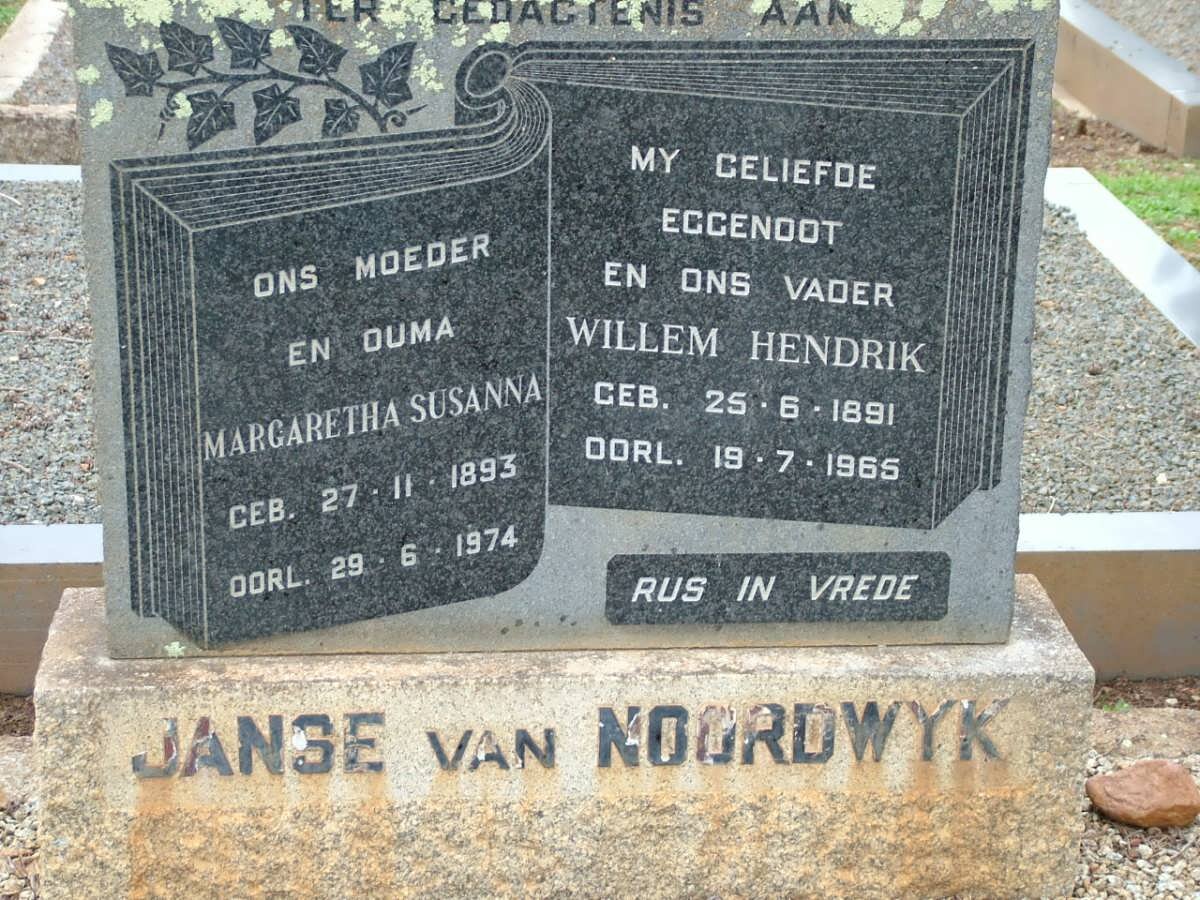 TER GEDAGTENIS AAN
ONS MOEDER
EN OUMA
MARGARETHA SUSANNA
GEB. 27·11·1893
OORL. 29·6·1974
MY GELIEFDE
EGGENOOT
EN ONS VADER
WILLEM HENDRIK
GEB. 25·6·1891
OORL. 19·7·1965
RUS IN VREDE
JANSE VAN NOORDWYK